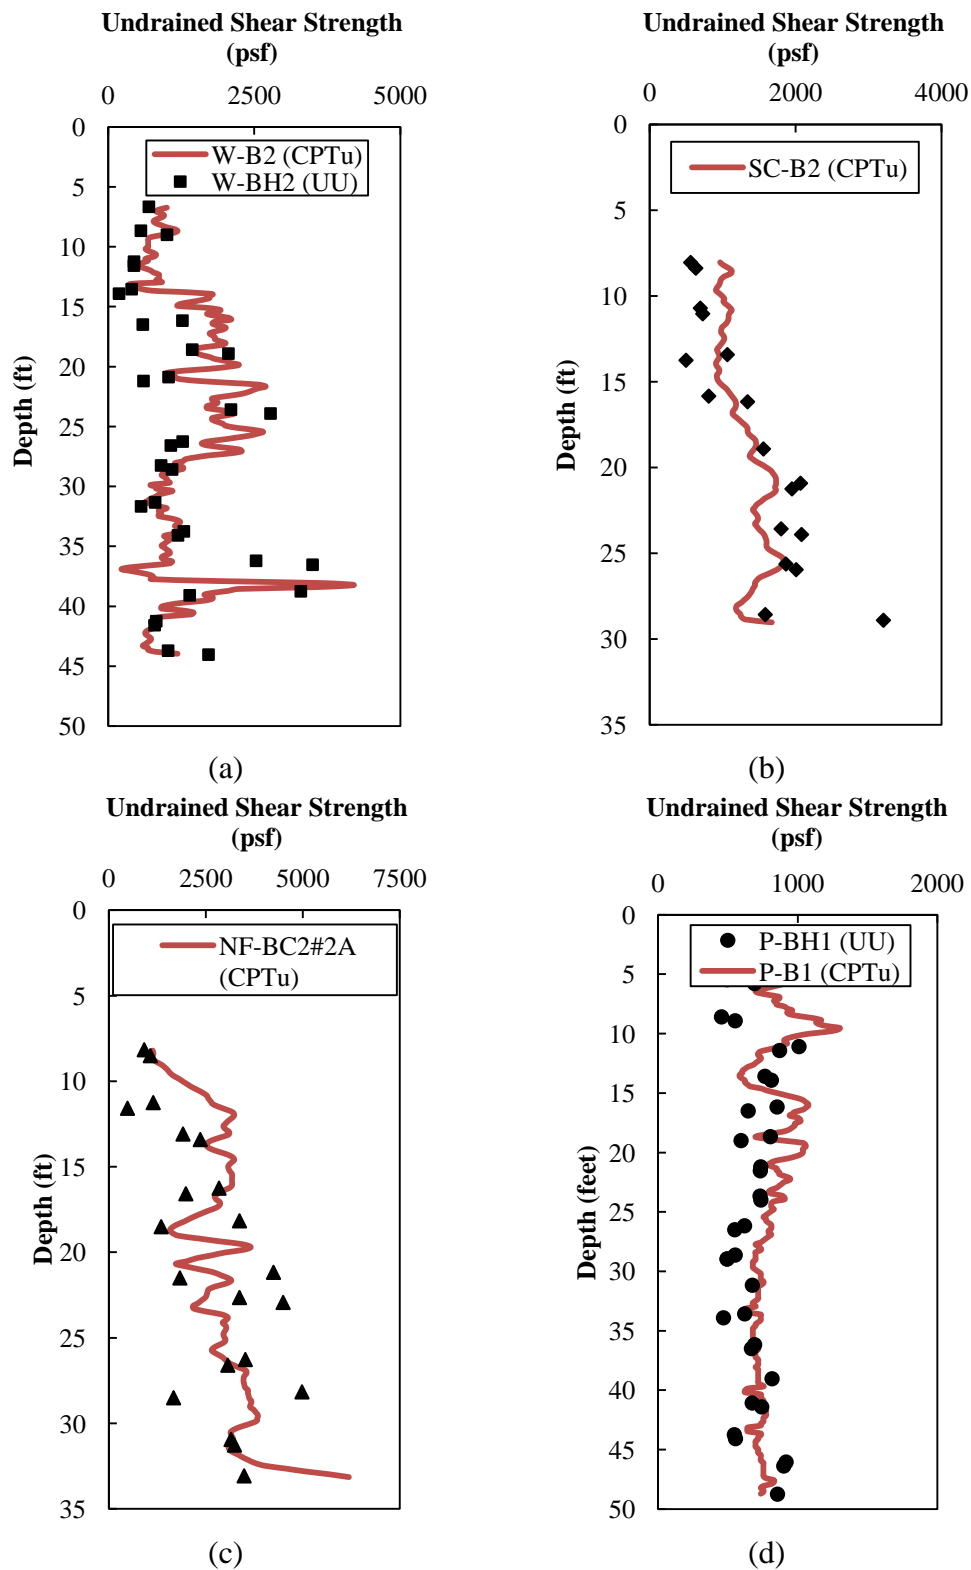 Undrained Shear Strength
(psf)
0 2500 5000
0
5
10
15
20
25
30
35
40
45
50
Depth (ft)
W-B2 (CPTu)
W-BH2 (UU)
(a)
Undrained Shear Strength
(psf)
0 2000 4000
0
5
10
15
20
25
30
35
Depth (ft)
SC-B2 (CPTu)
(b)
Undrained Shear Strength
(psf)
0 2500 5000 7500
0
5
10
15
20
25
30
35
Depth (ft)
NF-BC2#2A
(CPTu)
(c)
Undrained Shear Strength
(psf)
0 1000 2000
0
5
10
15
20
25
30
35
40
45
50
Depth (feet)
P-BH1 (UU)
P-B1 (CPTu)
(d)